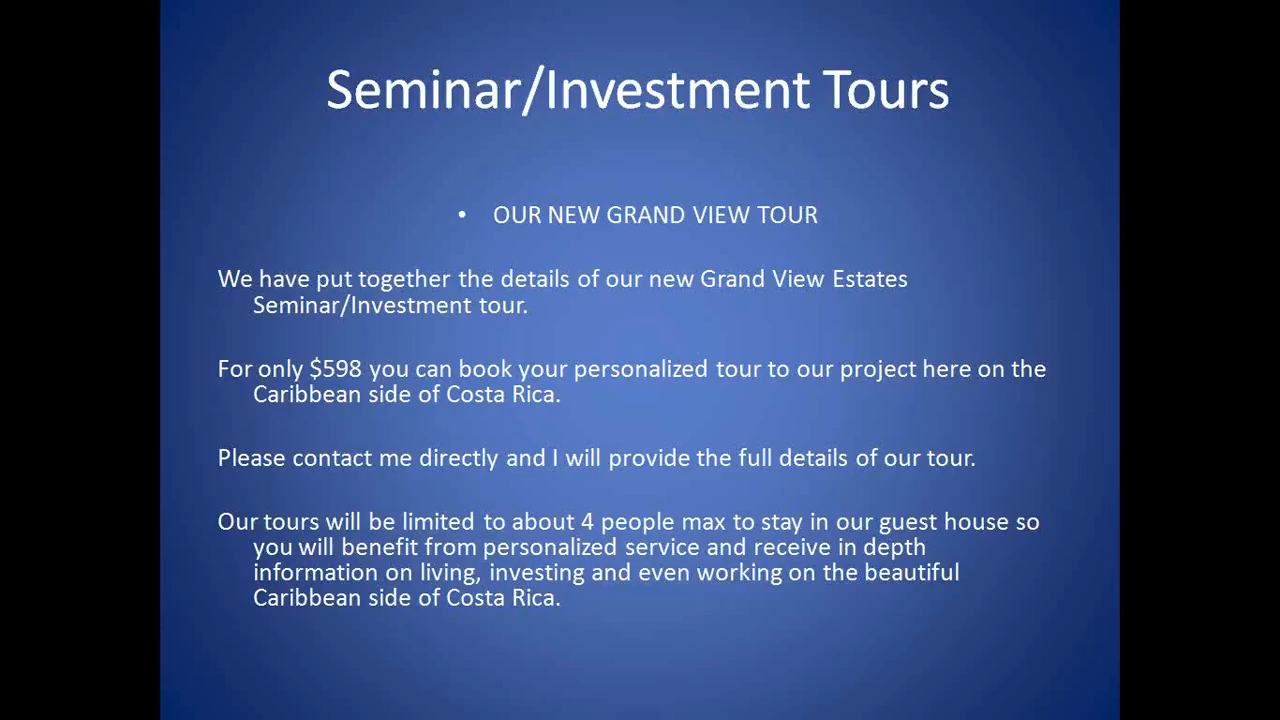 Seminar/Investment Tours
• OUR NEW GRAND VIEW TOUR
We have put together the details of our new Grand View Estates
Seminar/Investment tour.
For only $598 you can book your personalized tour to our project here on the
Caribbean side of Costa Rica.
Please contact me directly and I will provide the full details of our tour.
Our tours will be limited to about 4 people max to stay in our guest house so
you will benefit from personalized service and receive in depth
information on living, investing and even working on the beautiful
Caribbean side of Costa Rica.